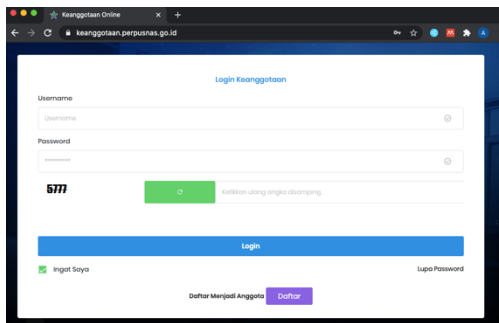 Keanggotaan Online
keanggotaan.perpusnas.go.id
Login Keanggotaan
Username
Username
Password
5777
Ketikkan ulang angka disamping
Login
Ingat Saya
Lupa Password
Daftar Menjadi Anggota Daftar